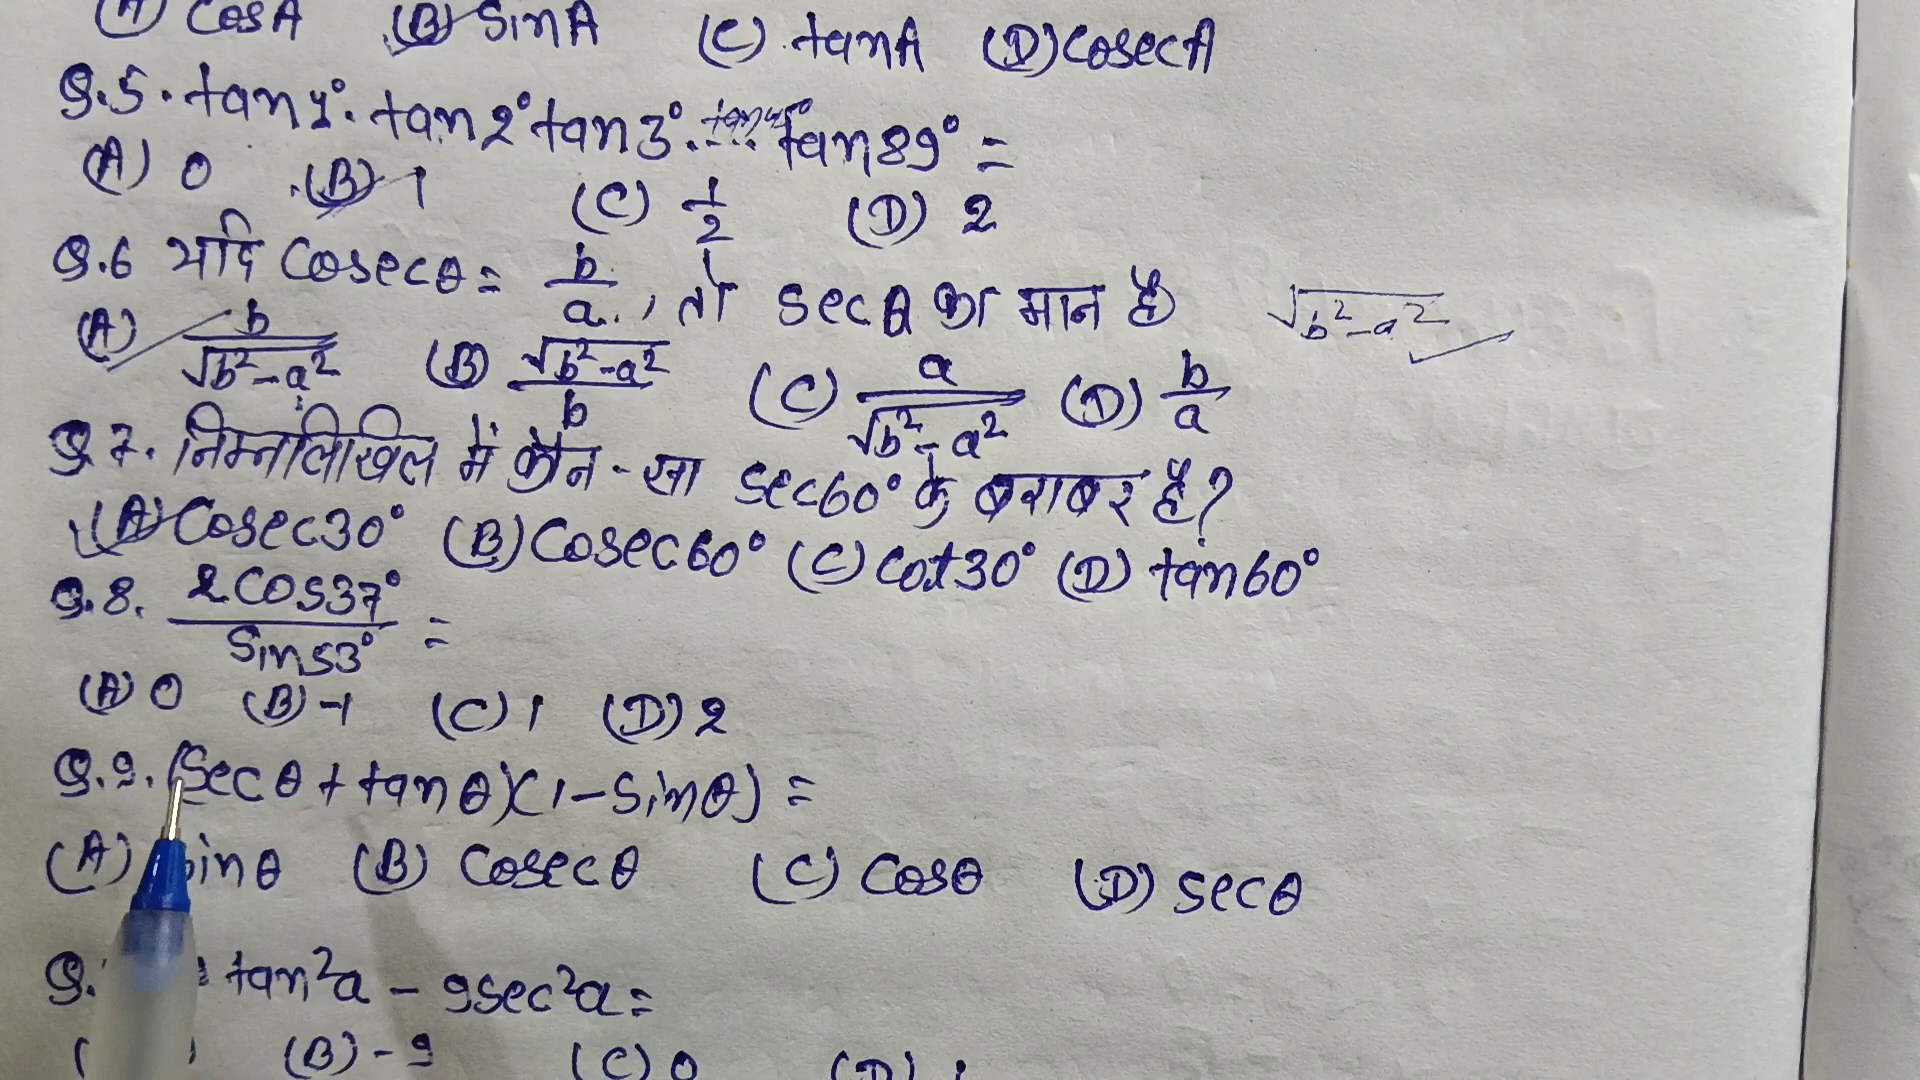 (A) cosA (B) SinA (C) tanA (D) cosecA
Q.5. tan1°. tan2° tan3°. tan45° .... tan89° =
(A) 0 (B) 1 (C) 1/2 (D) 2
Q.6 यदि Cosecθ = b/a, तो secθ का मान है √b²-a²
(A) b/√b²-a² (B) √b²-a²/b (C) a/√b²-a² (D) b/a
Q.7. निम्नलिखित में कौन-सा sec60° के बराबर है?
(A) Cosec30° (B) Cosec60° (C) cot30° (D) tan60°
Q.8. 2cos37°/Sin53° =
(A) 0 (B) -1 (C) 1 (D) 2
Q.9. (Secθ + tanθ)(1-Sinθ) =
(A) Sinθ (B) Cosecθ (C) cosθ (D) secθ
Q. tan²a - 9sec²a =
(B) -9 (C) 0 (D) 1